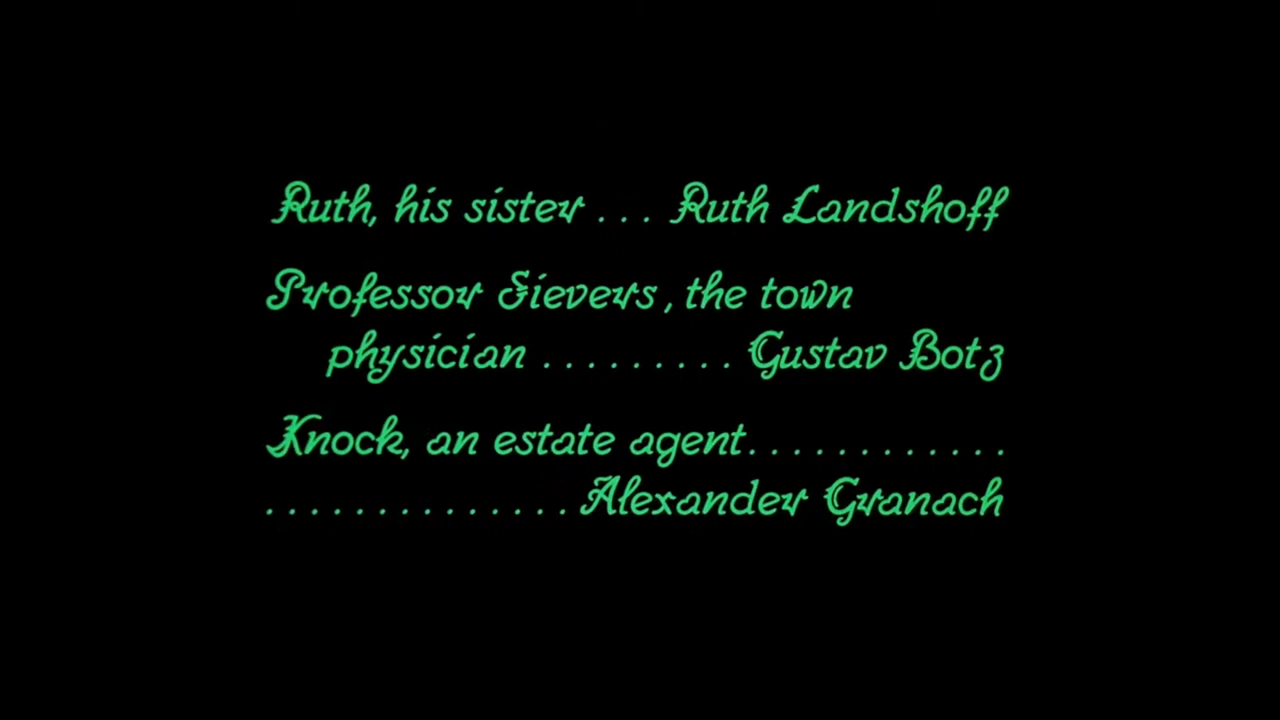 Ruth, his sister ... Ruth Landshoff
Professor Sievers, the town
physician ......... Gustav Botz
Knock, an estate agent............
..............Alexander Granach